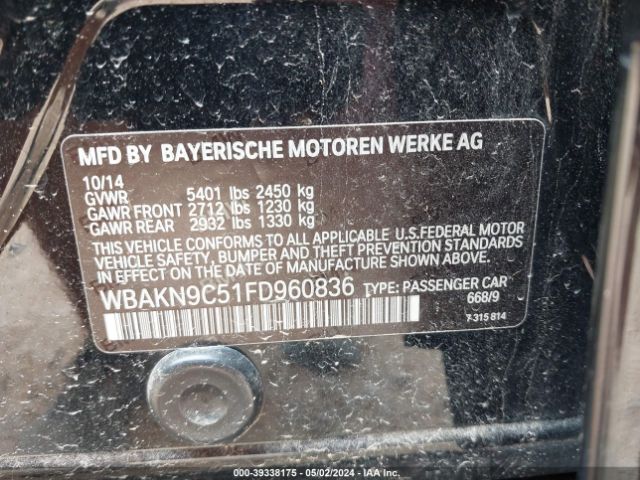 MFD BY BAYERISCHE MOTOREN WERKE AG
10/14
GVWR 5401 lbs 2450 kg
GAWR FRONT 2712 lbs 1230 kg
GAWR REAR 2932 lbs 1330 kg
THIS VEHICLE CONFORMS TO ALL APPLICABLE U.S.FEDERAL MOTOR
VEHICLE SAFETY, BUMPER AND THEFT PREVENTION STANDARDS
IN EFFECT ON THE DATE OF MANUFACTURE SHOWN ABOVE.
WBAKN9C51FD960836 TYPE: PASSENGER CAR
668/9
7 315 814
000-39338175 - 05/02/2024 - IAA Inc.